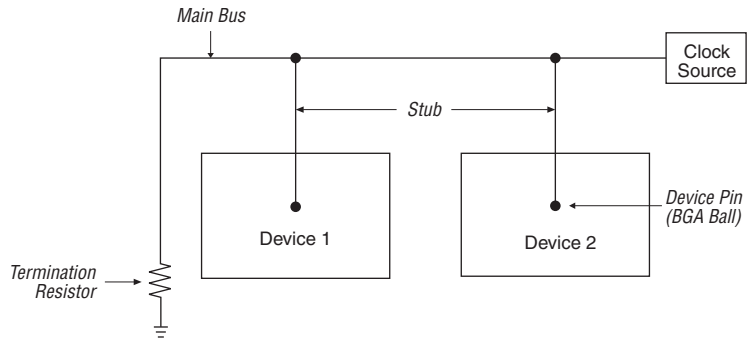 Main Bus
Clock
Source
Stub
Device Pin
(BGA Ball)
Device 1
Device 2
Termination
Resistor